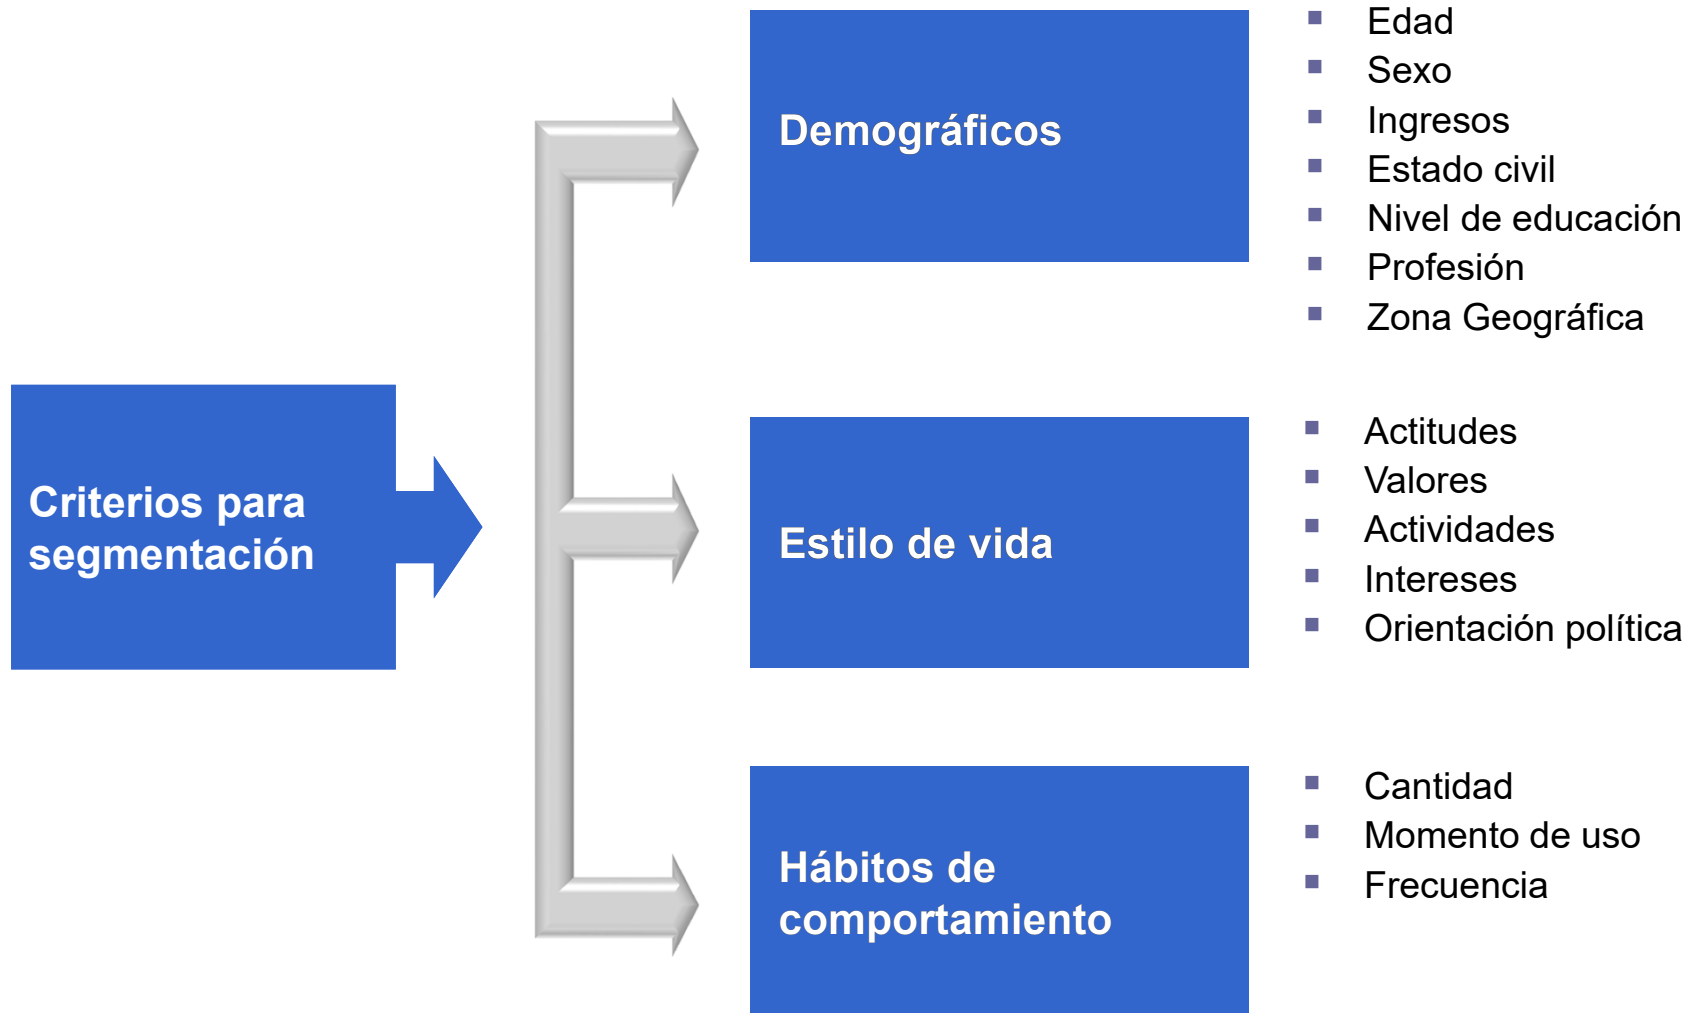 Criterios para
segmentación
Demográficos
Edad
Sexo
Ingresos
Estado civil
Nivel de educación
Profesión
Zona Geográfica
Estilo de vida
Actitudes
Valores
Actividades
Intereses
Orientación política
Hábitos de
comportamiento
Cantidad
Momento de uso
Frecuencia